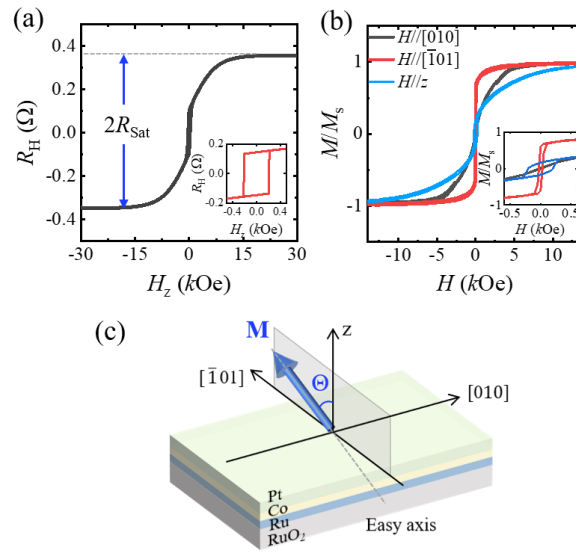 (a)
0.4
0.2
0.0
-0.2
-0.4
R_H (Ω)
2R_Sat
0.2
0.0
-0.2
R_H (Ω)
-0.4 0.0 0.4
H_z (kOe)
-30 -15 0 15 30
H_z (kOe)
(b)
H//[010]
H//[1̄01]
H//z
1
0
-1
M/M_s
1
0
-1
M/M_s
-0.5 0.0 0.5
H (kOe)
-10 -5 0 5 10
H (kOe)
(c)
M
z
Θ
[1̄01]
[010]
Pt
Co
Ru
RuO₂
Easy axis